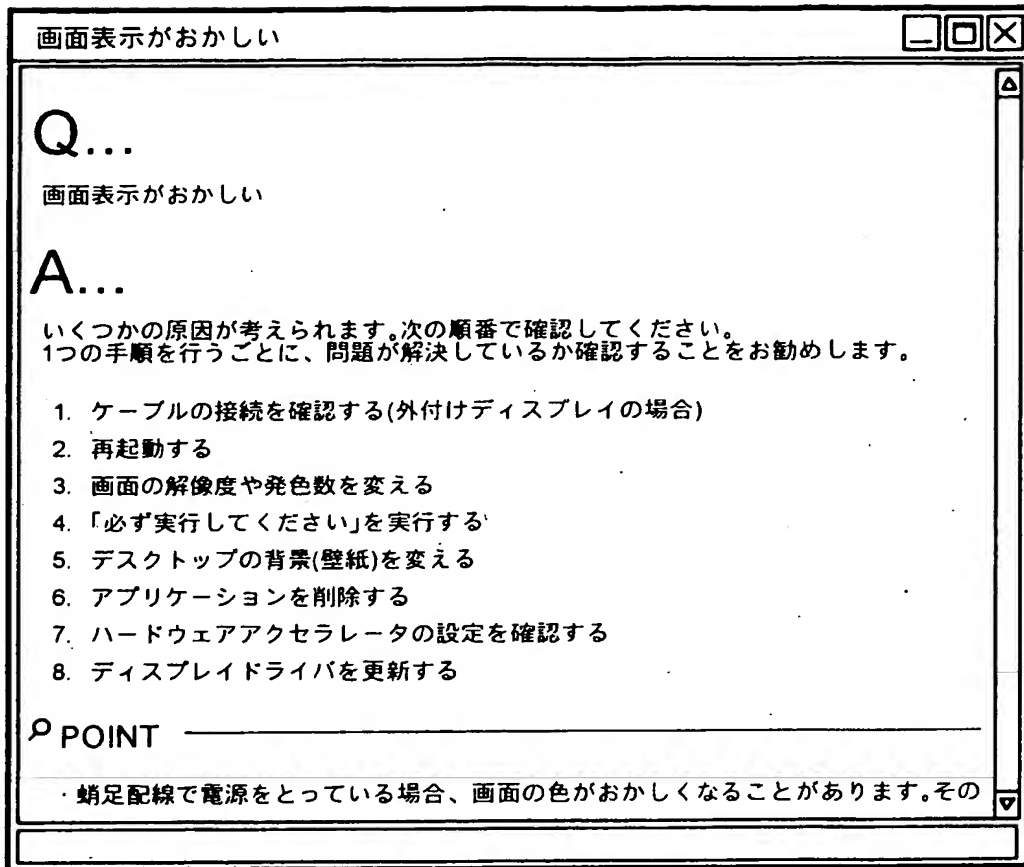 画面表示がおかしい
Q...
画面表示がおかしい
A...
いくつかの原因が考えられます。次の順番で確認してください。
1つの手順を行うごとに、問題が解決しているか確認することをお勧めします。
1. ケーブルの接続を確認する(外付けディスプレイの場合)
2. 再起動する
3. 画面の解像度や発色数を変える
4. 「必ず実行してください」を実行する
5. デスクトップの背景(壁紙)を変える
6. アプリケーションを削除する
7. ハードウェアアクセラレータの設定を確認する
8. ディスプレイドライバを更新する
POINT
・蛸足配線で電源をとっている場合、画面の色がおかしくなることがあります。その